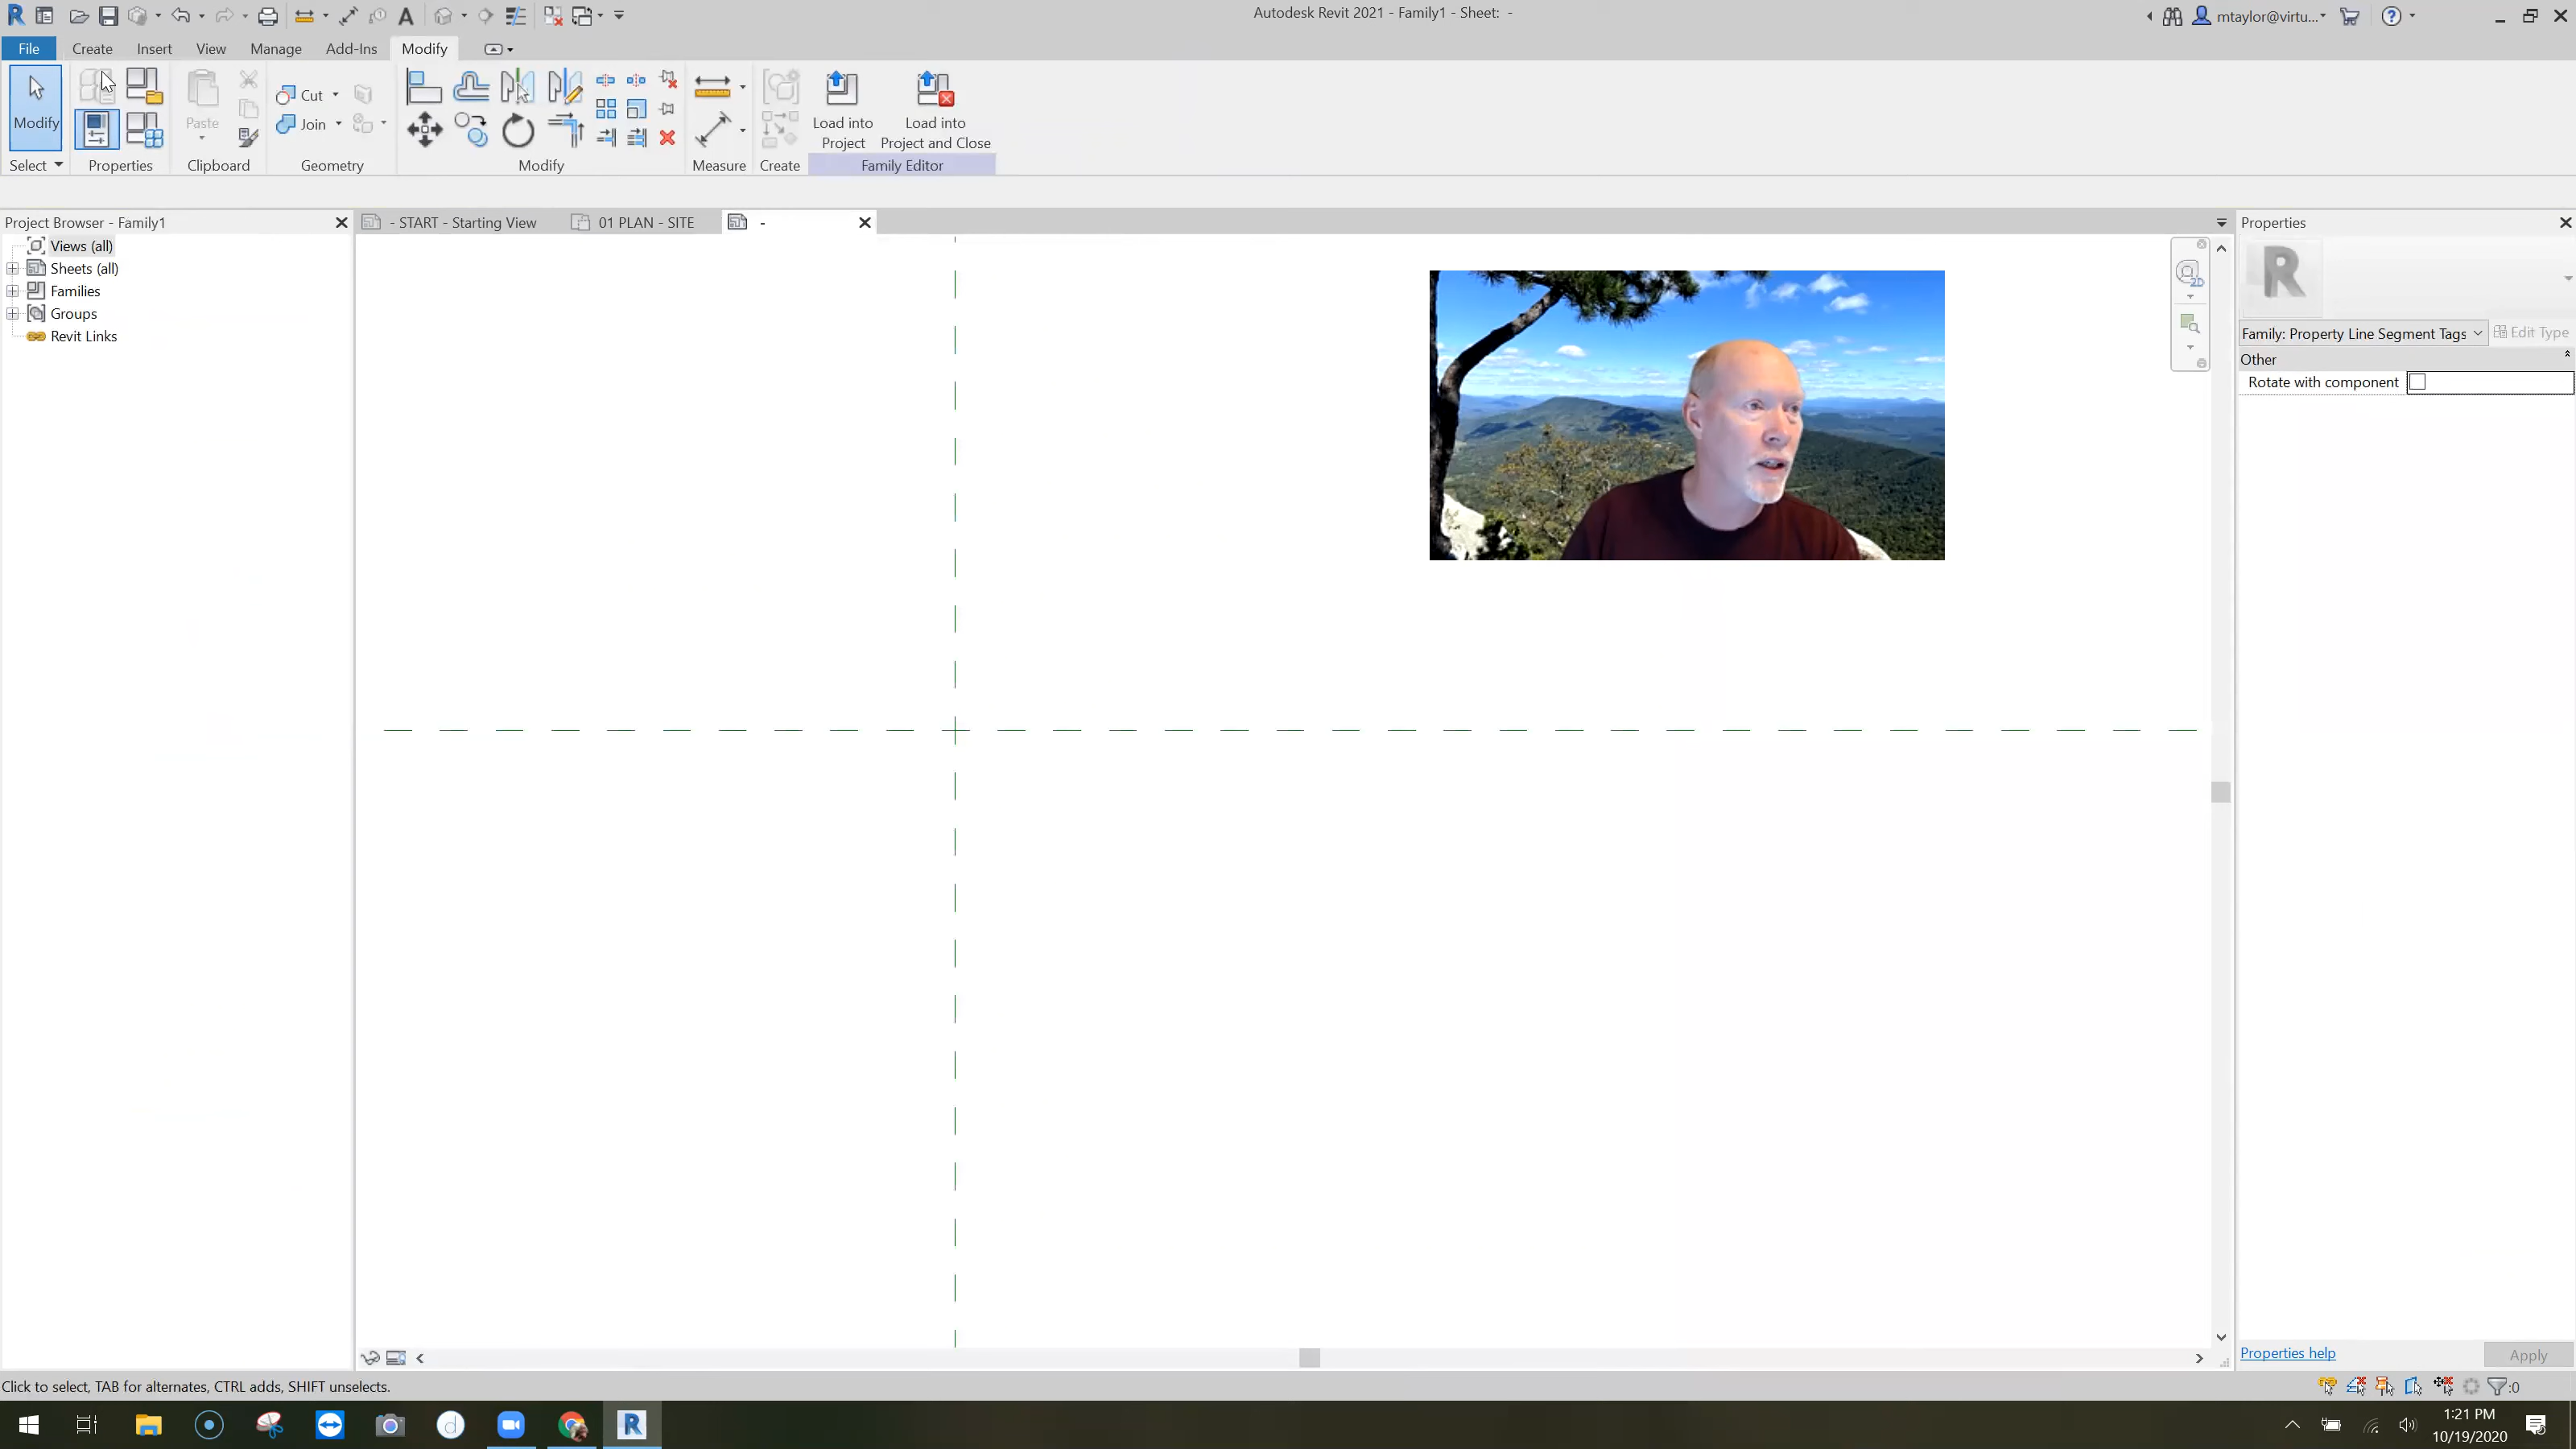 Autodesk Revit 2021 - Family1 - Sheet: -
mtaylor@virtu...
File Create Insert View Manage Add-Ins Modify
Modify
Paste
Cut
Join
Load into
Project
Load into
Project and Close
Select Properties Clipboard Geometry Modify Measure Create Family Editor
Project Browser - Family1
Views (all)
Sheets (all)
Families
Groups
Revit Links
- START - Starting View
01 PLAN - SITE
-
2D
Properties
R
Family: Property Line Segment Tags
Edit Type
Other
Rotate with component
Properties help
Apply
Click to select, TAB for alternates, CTRL adds, SHIFT unselects.
:0
1:21 PM
10/19/2020